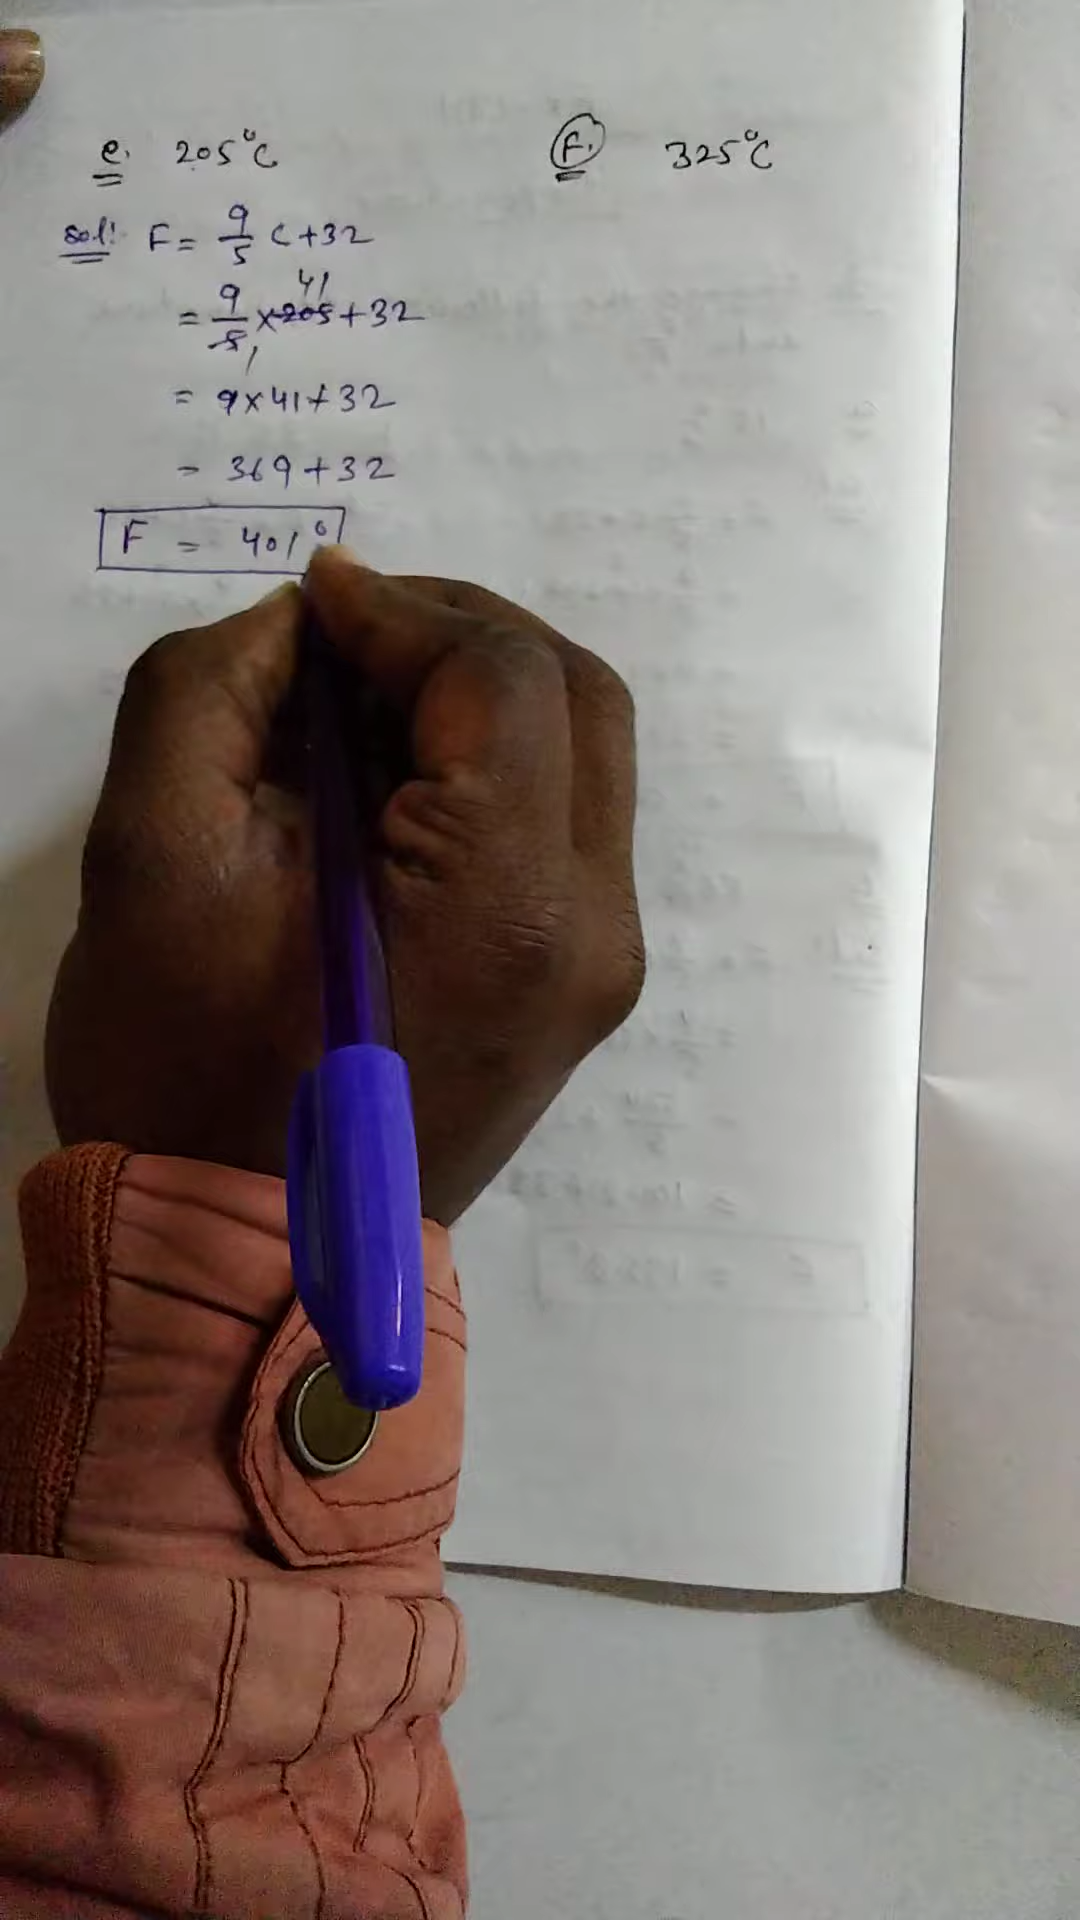 e. 205°C
sol: F = 9/5 C + 32
= 9/5 × 205 + 32
41
1
= 9 × 41 + 32
= 369 + 32
F = 401°
F. 325°C